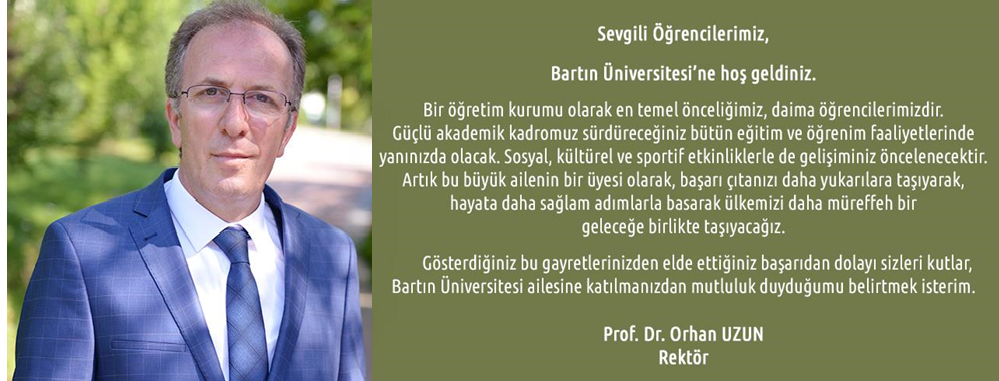 Sevgili Öğrencilerimiz,
Bartın Üniversitesi’ne hoş geldiniz.
Bir öğretim kurumu olarak en temel önceliğimiz, daima öğrencilerimizdir.
Güçlü akademik kadromuz sürdüreceğiniz bütün eğitim ve öğrenim faaliyetlerinde
yanınızda olacak. Sosyal, kültürel ve sportif etkinliklerle de gelişiminiz öncelenecektir.
Artık bu büyük ailenin bir üyesi olarak, başarı çıtanızı daha yukarılara taşıyarak,
hayata daha sağlam adımlarla basarak ülkemizi daha müreffeh bir
geleceğe birlikte taşıyacağız.
Gösterdiğiniz bu gayretlerinizden elde ettiğiniz başarıdan dolayı sizleri kutlar,
Bartın Üniversitesi ailesine katılmanızdan mutluluk duyduğumu belirtmek isterim.
Prof. Dr. Orhan UZUN
Rektör